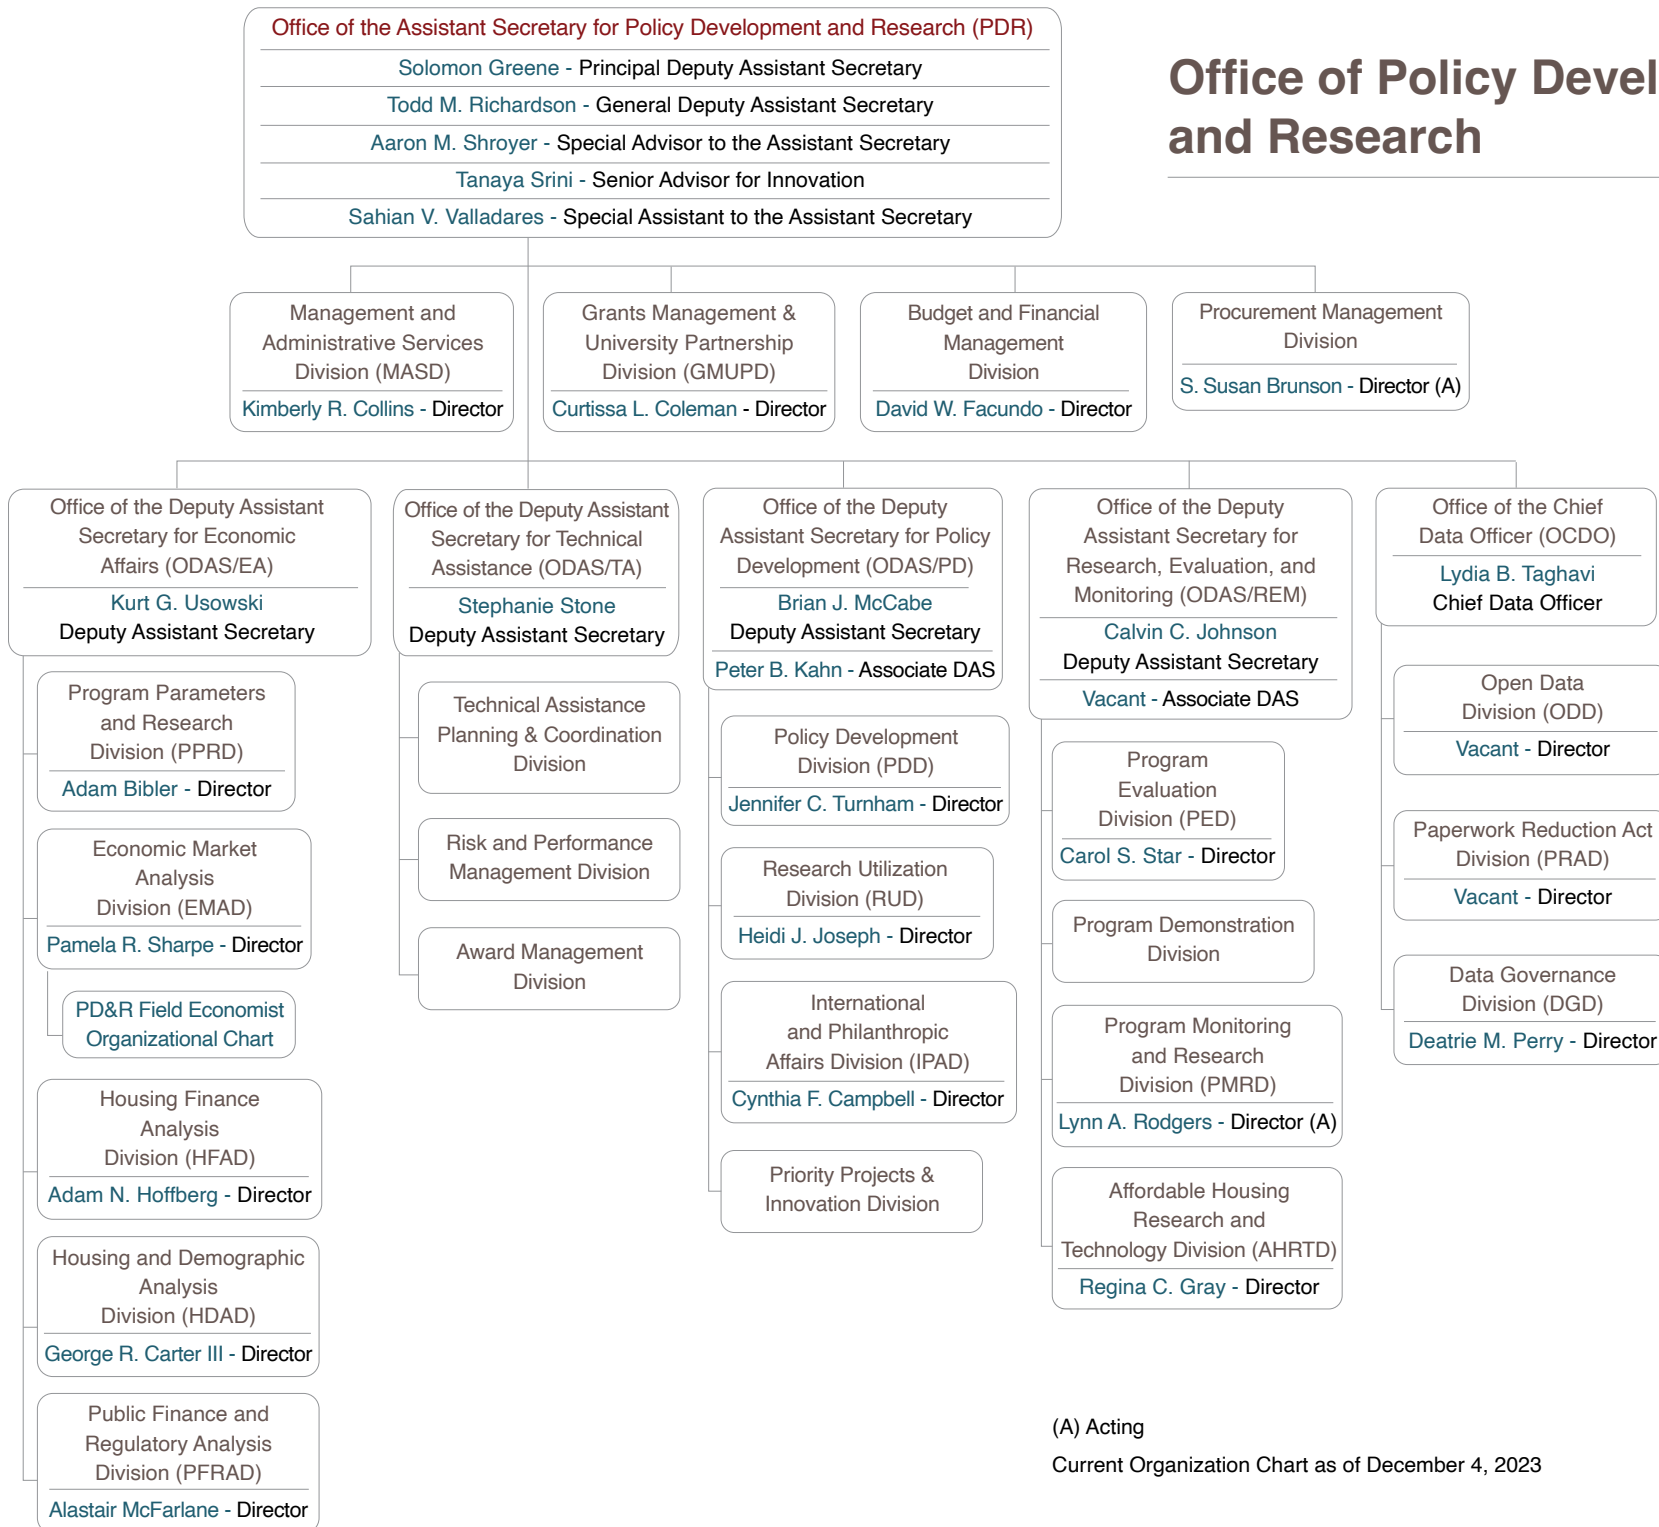 Office of the Assistant Secretary for Policy Development and Research (PDR)
Solomon Greene - Principal Deputy Assistant Secretary
Todd M. Richardson - General Deputy Assistant Secretary
Aaron M. Shroyer - Special Advisor to the Assistant Secretary
Tanaya Srini - Senior Advisor for Innovation
Sahian V. Valladares - Special Assistant to the Assistant Secretary
Office of Policy Devel
and Research
Management and
Administrative Services
Division (MASD)
Kimberly R. Collins - Director
Grants Management &
University Partnership
Division (GMUPD)
Curtissa L. Coleman - Director
Budget and Financial
Management
Division
David W. Facundo - Director
Procurement Management
Division
S. Susan Brunson - Director (A)
Office of the Deputy Assistant
Secretary for Economic
Affairs (ODAS/EA)
Kurt G. Usowski
Deputy Assistant Secretary
Program Parameters
and Research
Division (PPRD)
Adam Bibler - Director
Economic Market
Analysis
Division (EMAD)
Pamela R. Sharpe - Director
PD&R Field Economist
Organizational Chart
Housing Finance
Analysis
Division (HFAD)
Adam N. Hoffberg - Director
Housing and Demographic
Analysis
Division (HDAD)
George R. Carter III - Director
Public Finance and
Regulatory Analysis
Division (PFRAD)
Alastair McFarlane - Director
Office of the Deputy Assistant
Secretary for Technical
Assistance (ODAS/TA)
Stephanie Stone
Deputy Assistant Secretary
Technical Assistance
Planning & Coordination
Division
Risk and Performance
Management Division
Award Management
Division
Office of the Deputy
Assistant Secretary for Policy
Development (ODAS/PD)
Brian J. McCabe
Deputy Assistant Secretary
Peter B. Kahn - Associate DAS
Policy Development
Division (PDD)
Jennifer C. Turnham - Director
Research Utilization
Division (RUD)
Heidi J. Joseph - Director
International
and Philanthropic
Affairs Division (IPAD)
Cynthia F. Campbell - Director
Priority Projects &
Innovation Division
Office of the Deputy
Assistant Secretary for
Research, Evaluation, and
Monitoring (ODAS/REM)
Calvin C. Johnson
Deputy Assistant Secretary
Vacant - Associate DAS
Program
Evaluation
Division (PED)
Carol S. Star - Director
Program Demonstration
Division
Program Monitoring
and Research
Division (PMRD)
Lynn A. Rodgers - Director (A)
Affordable Housing
Research and
Technology Division (AHRTD)
Regina C. Gray - Director
Office of the Chief
Data Officer (OCDO)
Lydia B. Taghavi
Chief Data Officer
Open Data
Division (ODD)
Vacant - Director
Paperwork Reduction Act
Division (PRAD)
Vacant - Director
Data Governance
Division (DGD)
Deatrie M. Perry - Director
(A) Acting
Current Organization Chart as of December 4, 2023